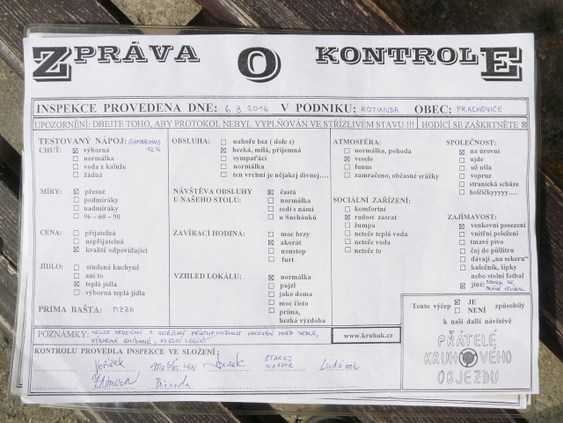 ZPRÁVA O KONTROLE
INSPEKCE PROVEDENA DNE: 6.8 2016 V PODNIKU: ROTUNDA OBEC: PRACHOVICE
UPOZORNĚNÍ: DBEJTE TOHO, ABY PROTOKOL NEBYL VYPLŇOVÁN VE STŘÍZLIVÉM STAVU !!! HODÍCÍ SE ZAŠKRTNĚTE
TESTOVANÝ NÁPOJ: GAMBRINUS
CHUŤ: výborná
normálka
voda z kaluže
žádná
MÍRY: přesné
podmíráky
nadmíráky
96 – 60 – 90
CENA: přijatelná
nepřijatelná
kvalitě odpovídající
JÍDLO: studená kuchyně
ani to
teplá jídla
výborná teplá jídla
PRIMA BAŠTA: PIZZA
OBSLUHA: nahoře bez ( dole s)
hezká, milá, příjemná
sympaťáci
normálka
ten vrchní je nějakej divnej....
NÁVŠTĚVA OBSLUHY
U NAŠEHO STOLU:
častá
normálka
sedí s námi
u Suchánků
ZAVÍRACÍ HODINA: moc brzy
akorát
nonstop
furt
VZHLED LOKÁLU: normálka
pajzl
jako doma
moc čisto
prima,
hezká výzdoba
ATMOSFÉRA:
normálka, pohoda
veselo
fauna
zamračeno, občasné srážky
SOCIÁLNÍ ZAŘÍZENÍ:
komfortní
radost zasrat
žumpa
neteče teplá voda
neteče voda
neteče to
SPOLEČNOST:
na úrovni
ujde
už ušla
vopruz
stranická schůze
holčičkyyyyy....
ZAJÍMAVOST:
venkovní posezení
vnitřní položení
tmavé pivo
čaj do půllitru
dávají „na sekeru“
kulečník, šipky
nebo stolní fotbal
jiné:
Tento výčep JE
NENÍ způsobilý
k naší další návštěvě
PŘÁTELÉ
KRUHOVÉHO
OBJEZDU
POZNÁMKY:
www.kruhak.cz
KONTROLU PROVEDLA INSPEKCE VE SLOŽENÍ: